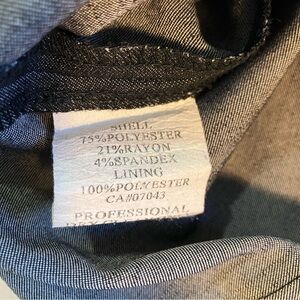 SHELL
75%POLYESTER
21%RAYON
4%SPANDEX
LINING
100%POLYESTER
CA#07043
PROFESSIONAL